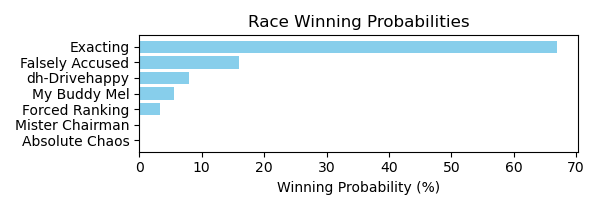 Race Winning Probabilities
Exacting
Falsely Accused
dh-Drivehappy
My Buddy Mel
Forced Ranking
Mister Chairman
Absolute Chaos
0 10 20 30 40 50 60 70
Winning Probability (%)